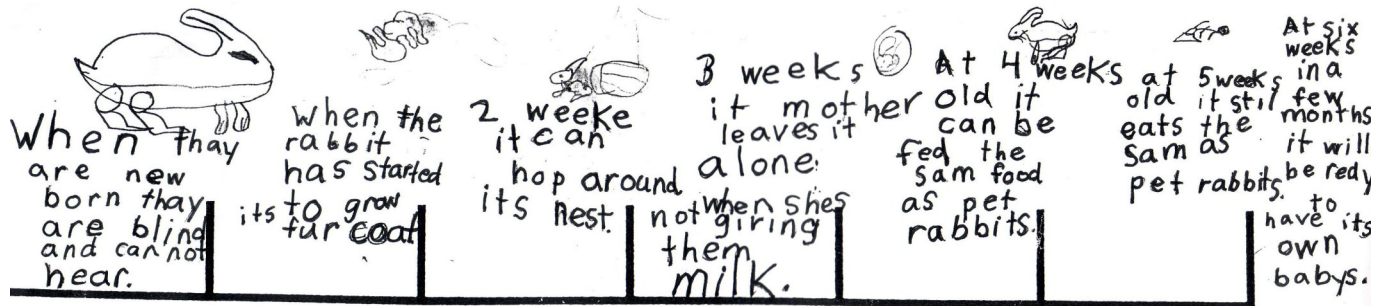 When thay
are new
born thay
are blind
and can not
hear.
When the
rabbit
has started
its to grow
fur coat
2 weeke
it can
hop around
its nest.
3 weeks
it mother
leaves it
alone
when shes
not giring
them
milk.
At 4 weeks
old it
can be
fed the
sam food
as pet
rabbits.
at 5 weeks
old it stil
eats the
sam as
pet rabbits.
At six
weeks
in a
few
months
it will
be redy
to
have its
own
babys.